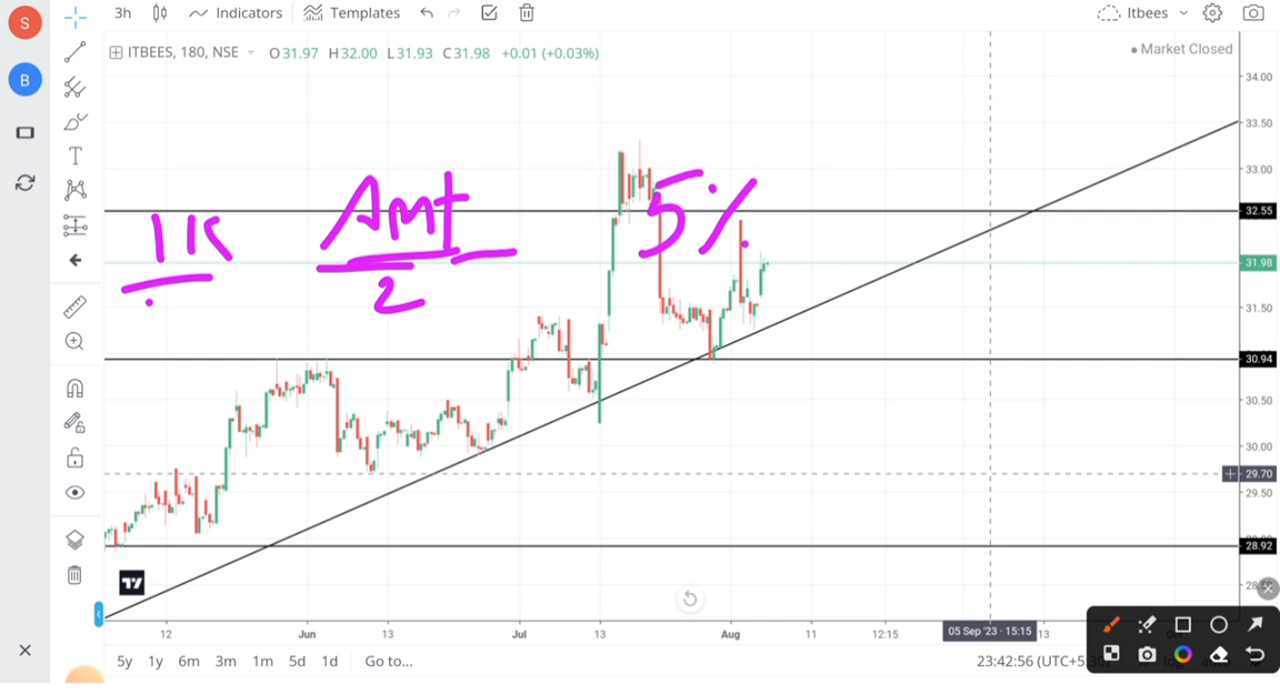 S
3h Indicators Templates Itbees
ITBEES, 180, NSE O31.97 H32.00 L31.93 C31.98 +0.01 (+0.03%)
Market Closed
B
T
34.00
33.50
33.00
32.55
31.98
31.50
30.94
30.50
30.00
29.70
29.50
28.92
1K
Amt
2
5%
12 Jun 13 Jul 13 Aug 11 12:15 05 Sep '23 - 15:15 13
5y 1y 6m 3m 1m 5d 1d Go to... 23:42:56 (UTC+5